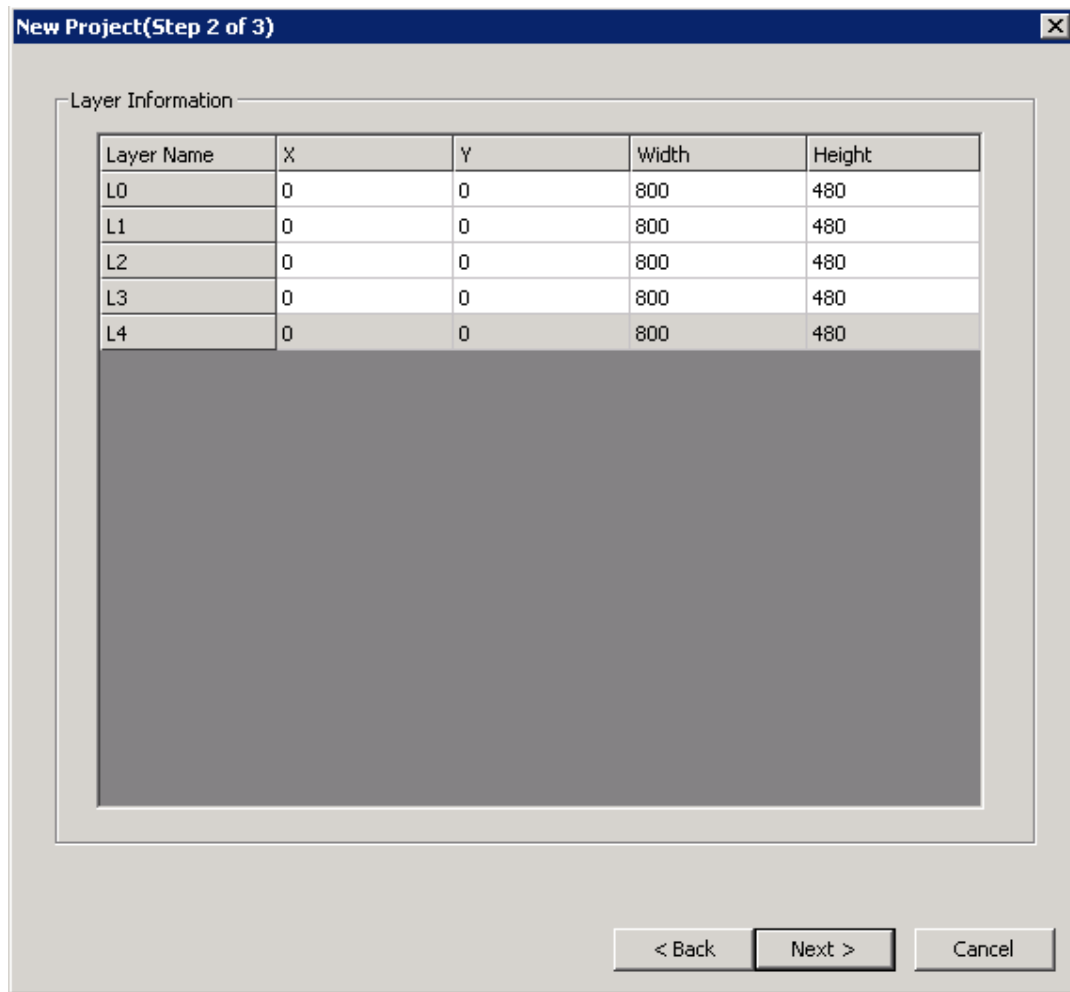 New Project(Step 2 of 3)
Layer Information
Layer Name X Y Width Height
L0 0 0 800 480
L1 0 0 800 480
L2 0 0 800 480
L3 0 0 800 480
L4 0 0 800 480
< Back Next > Cancel